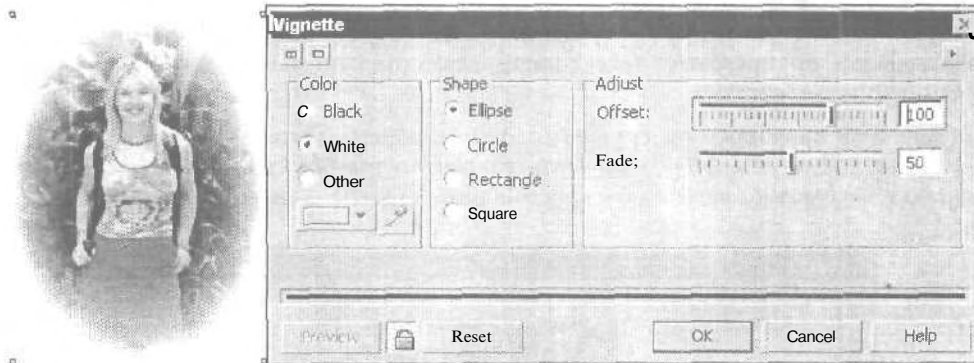 Vignette
Color
C Black
White
Other
Shape
Ellipse
Circle
Rectangle
Square
Adjust
Offset: 100
Fade; 50
Preview
Reset
OK
Cancel
Help